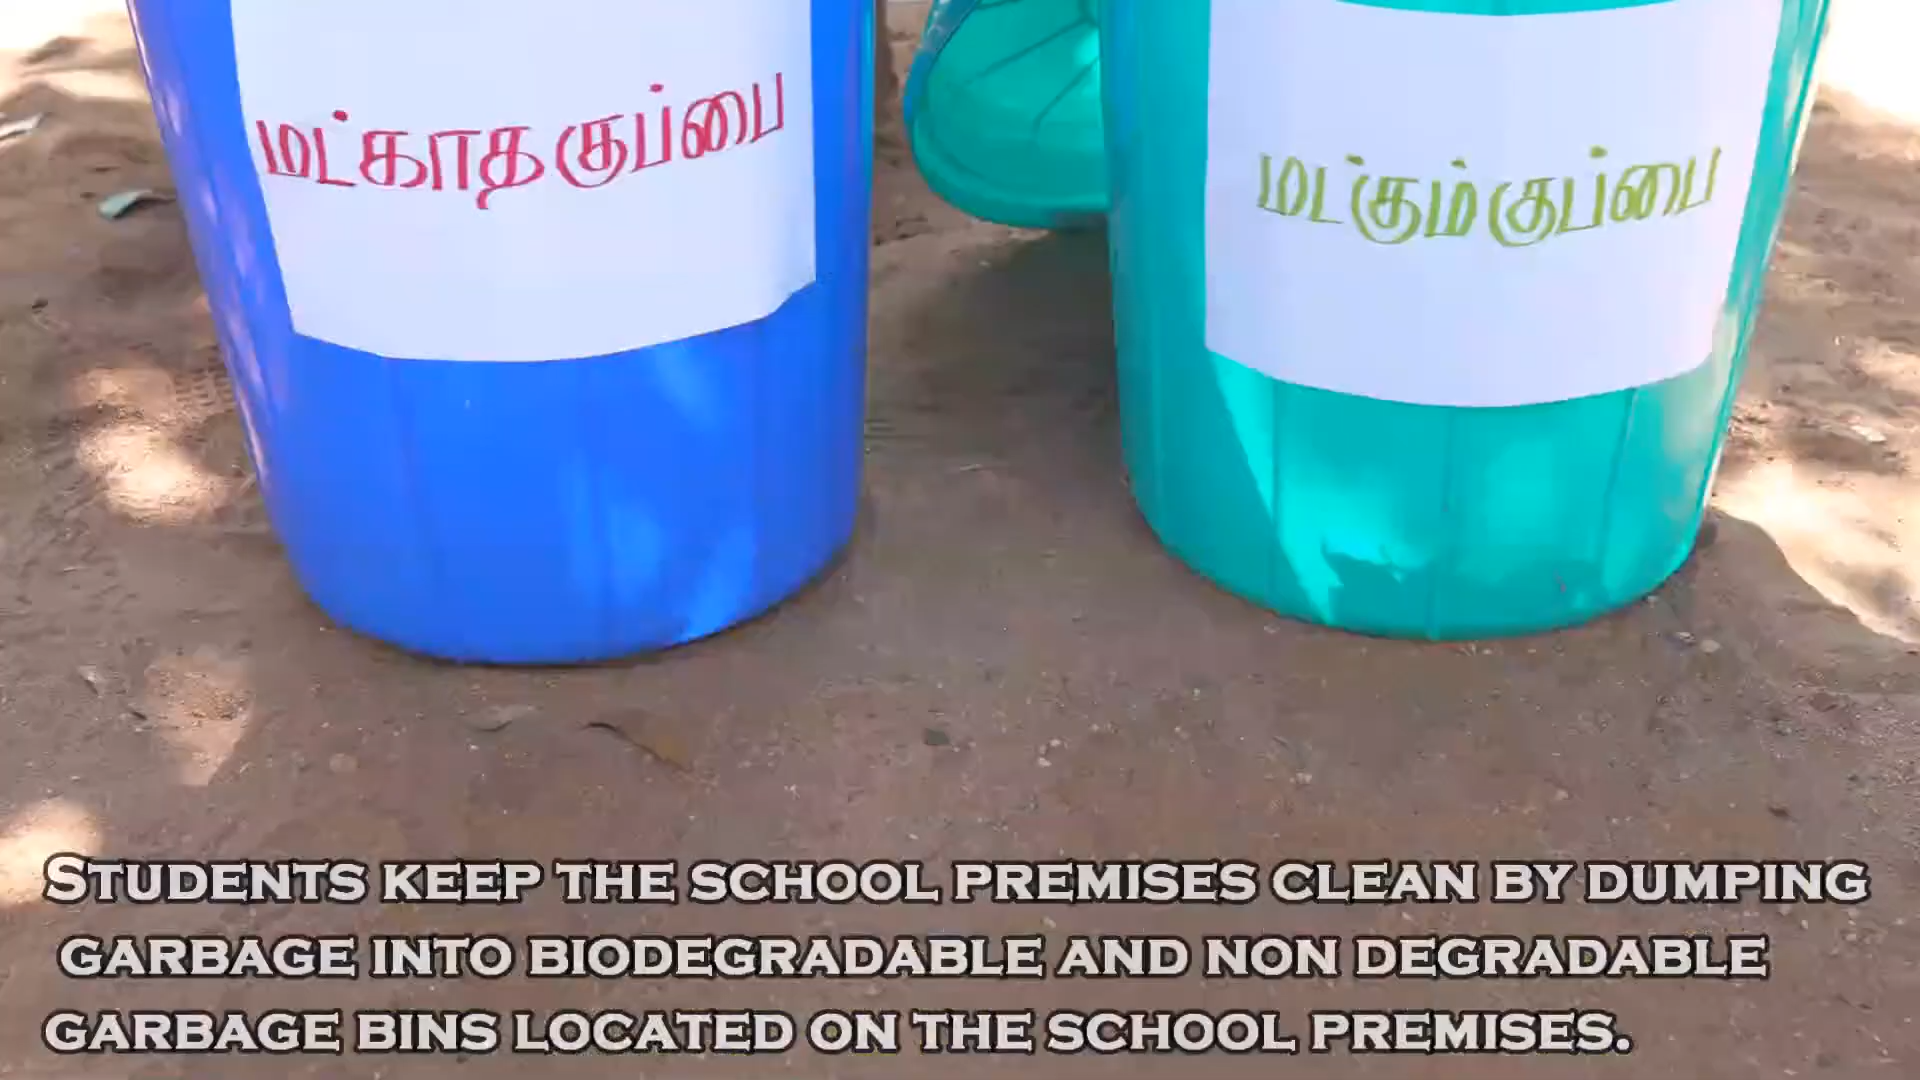 மட்காத குப்பை
மட்கும் குப்பை
STUDENTS KEEP THE SCHOOL PREMISES CLEAN BY DUMPING
GARBAGE INTO BIODEGRADABLE AND NON DEGRADABLE
GARBAGE BINS LOCATED ON THE SCHOOL PREMISES.